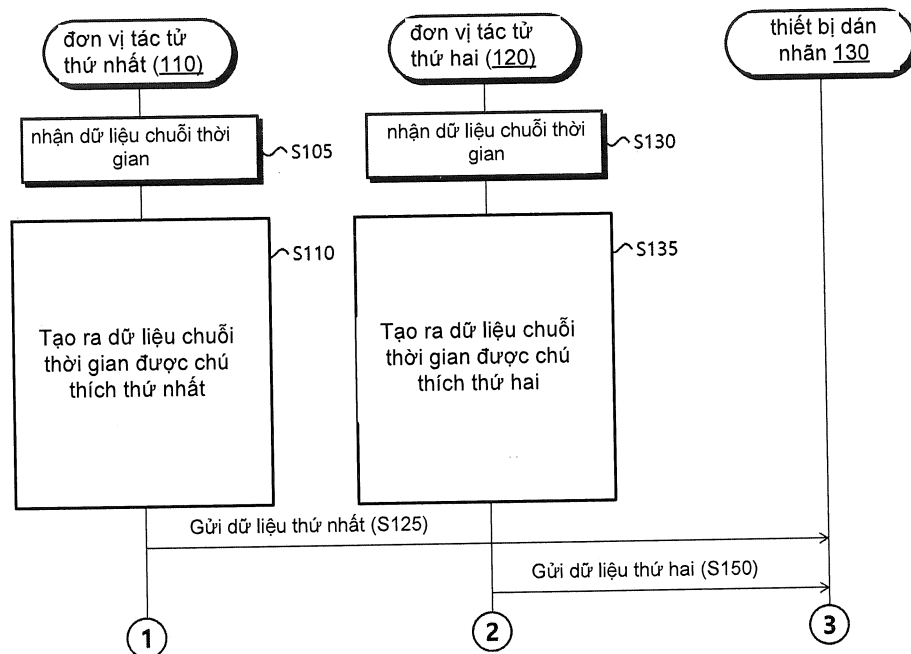 đơn vị tác tử
thứ nhất (110)
đơn vị tác tử
thứ hai (120)
thiết bị dán
nhãn 130
nhận dữ liệu chuỗi thời
gian
S105
nhận dữ liệu chuỗi thời
gian
S130
S110
S135
Tạo ra dữ liệu chuỗi
thời gian được chú
thích thứ nhất
Tạo ra dữ liệu chuỗi
thời gian được chú
thích thứ hai
Gửi dữ liệu thứ nhất (S125)
Gửi dữ liệu thứ hai (S150)
1
2
3